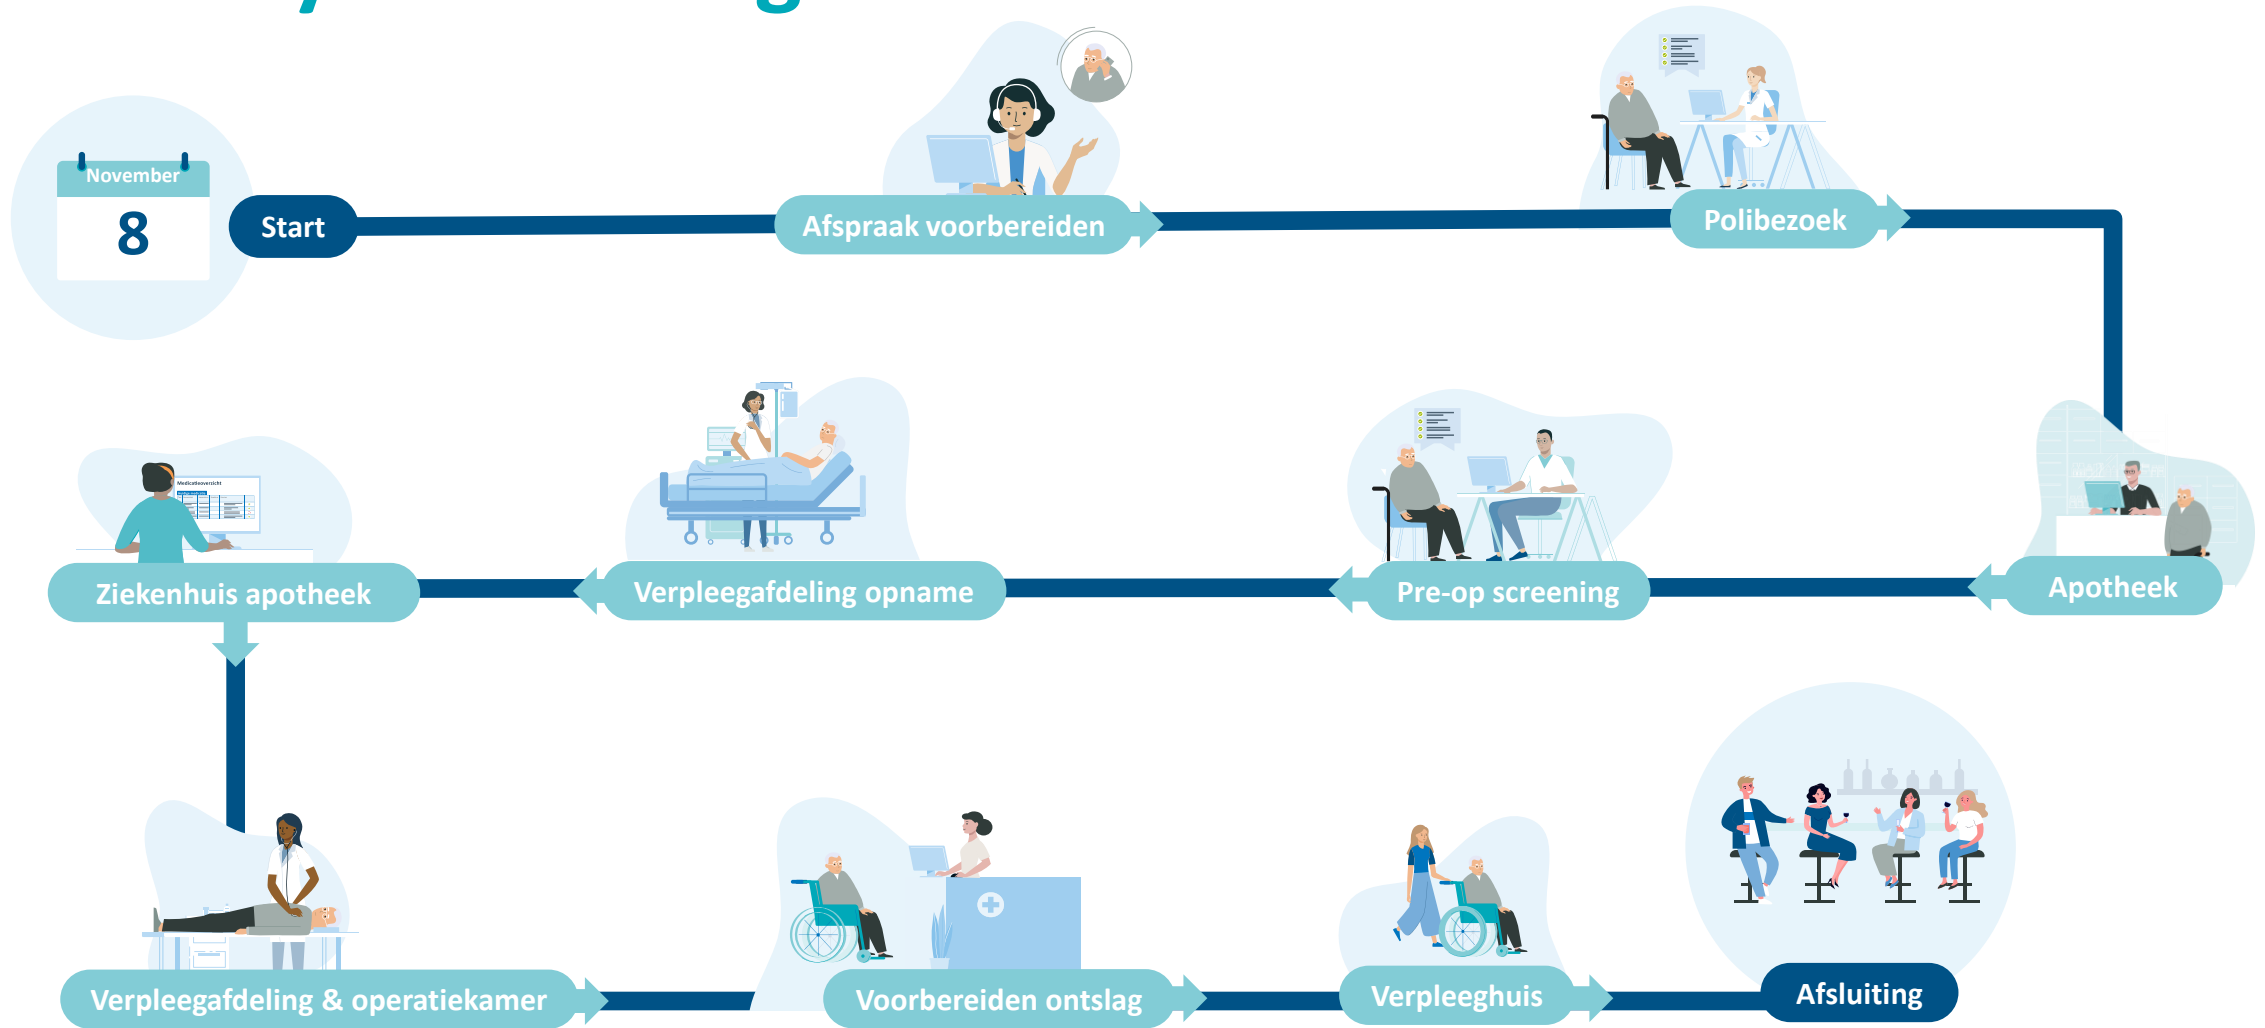 November
8
Start
Afspraak voorbereiden
Polibezoek
Medicatieoverzicht
Ziekenhuis apotheek
Verpleegafdeling opname
Pre-op screening
Apotheek
Verpleegafdeling & operatiekamer
Voorbereiden ontslag
Verpleeghuis
Afsluiting